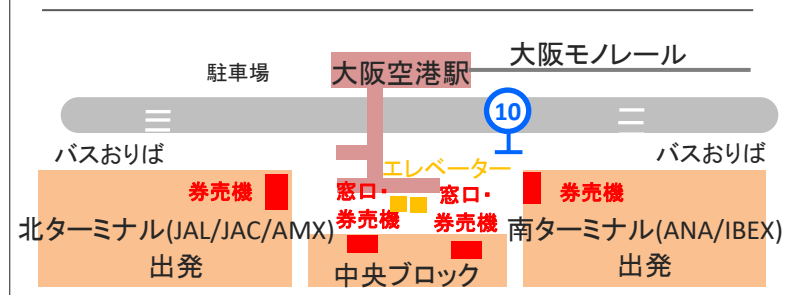 大阪モノレール
駐車場
大阪空港駅
10
バスおりば
バスおりば
エレベーター
券売機
窓口・
券売機
窓口・
券売機
券売機
北ターミナル(JAL/JAC/AMX)
出発
中央ブロック
南ターミナル(ANA/IBEX)
出発